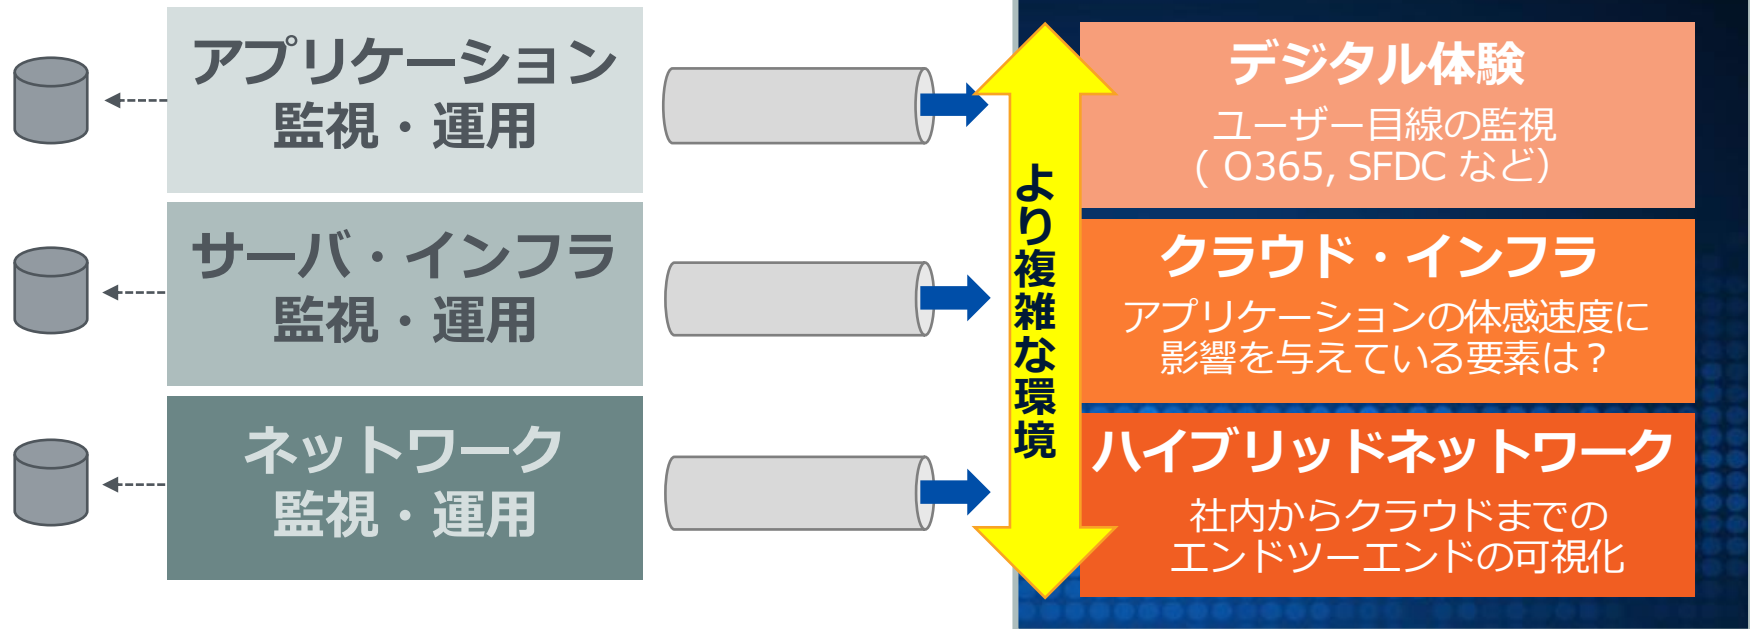 アプリケーション
監視・運用
サーバ・インフラ
監視・運用
ネットワーク
監視・運用
より複雑な環境
デジタル体験
ユーザー目線の監視
( O365, SFDC など）
クラウド・インフラ
アプリケーションの体感速度に
影響を与えている要素は？
ハイブリッドネットワーク
社内からクラウドまでの
エンドツーエンドの可視化